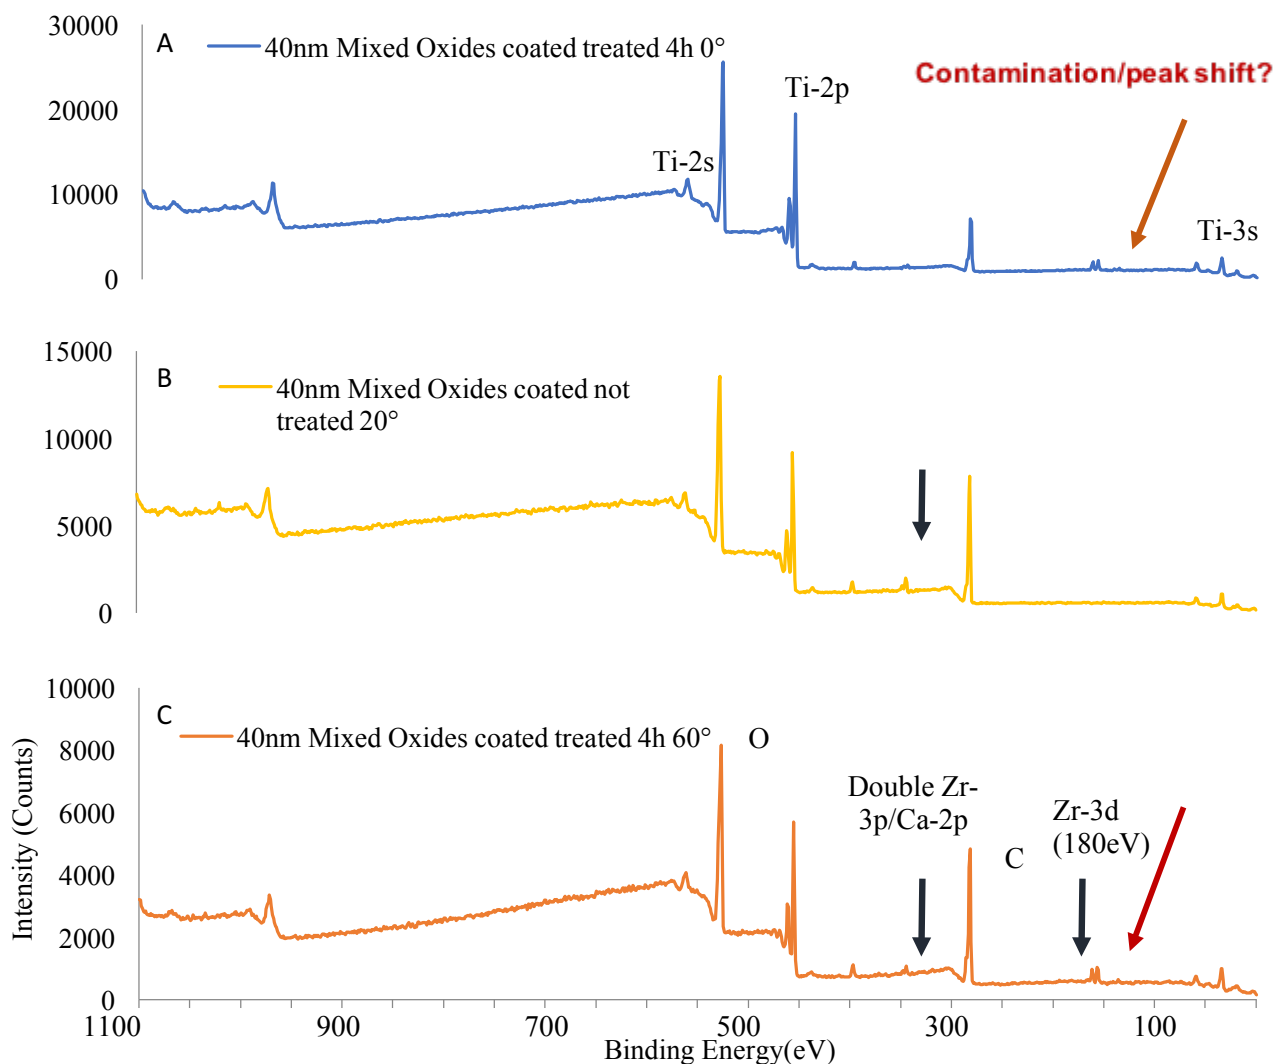 30000
A
40nm Mixed Oxides coated treated 4h 0°
Contamination/peak shift?
Ti-2p
20000
Ti-2s
10000
Ti-3s
0
15000
B
40nm Mixed Oxides coated not
treated 20°
10000
5000
0
10000
C
40nm Mixed Oxides coated treated 4h 60°
O
8000
Double Zr-
3p/Ca-2p
Zr-3d
(180eV)
C
6000
4000
2000
0
Intensity (Counts)
1100
900
700
500
300
100
Binding Energy(eV)